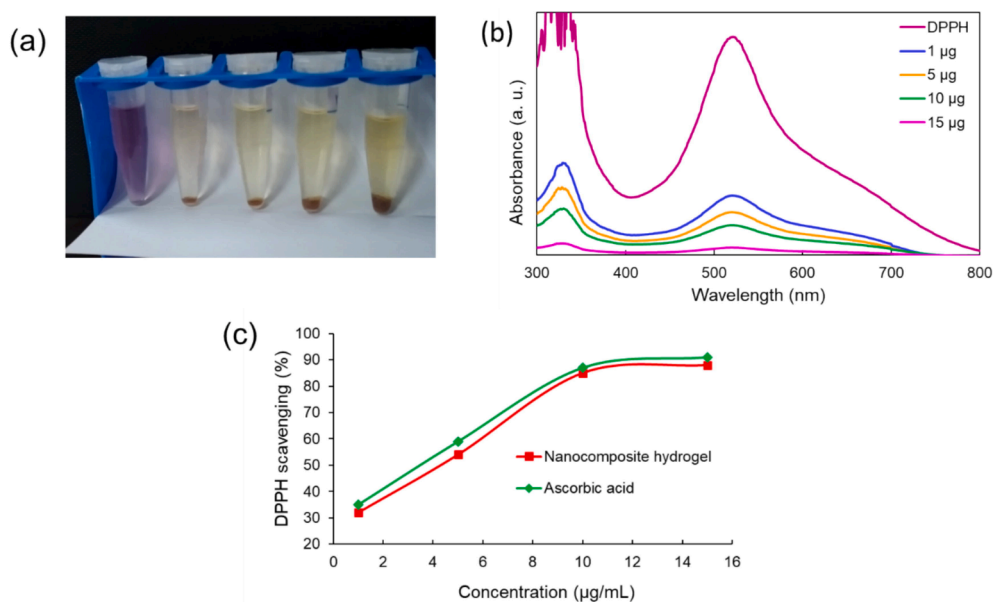 (a)
(b)
Absorbance (a. u.)
DPPH
1 µg
5 µg
10 µg
15 µg
300 400 500 600 700 800
Wavelength (nm)
(c)
DPPH scavenging (%)
100
90
80
70
60
50
40
30
20
Nanocomposite hydrogel
Ascorbic acid
0 2 4 6 8 10 12 14 16
Concentration (µg/mL)